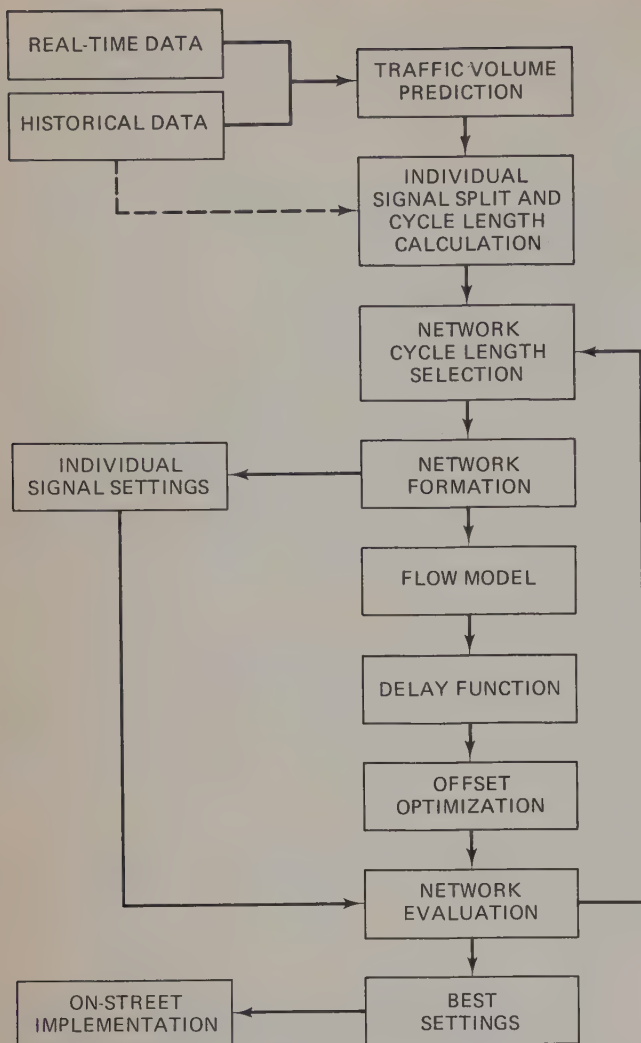 REAL-TIME DATA
HISTORICAL DATA
TRAFFIC VOLUME
PREDICTION
INDIVIDUAL
SIGNAL SPLIT AND
CYCLE LENGTH
CALCULATION
NETWORK
CYCLE LENGTH
SELECTION
INDIVIDUAL
SIGNAL SETTINGS
NETWORK
FORMATION
FLOW MODEL
DELAY FUNCTION
OFFSET
OPTIMIZATION
NETWORK
EVALUATION
ON-STREET
IMPLEMENTATION
BEST
SETTINGS